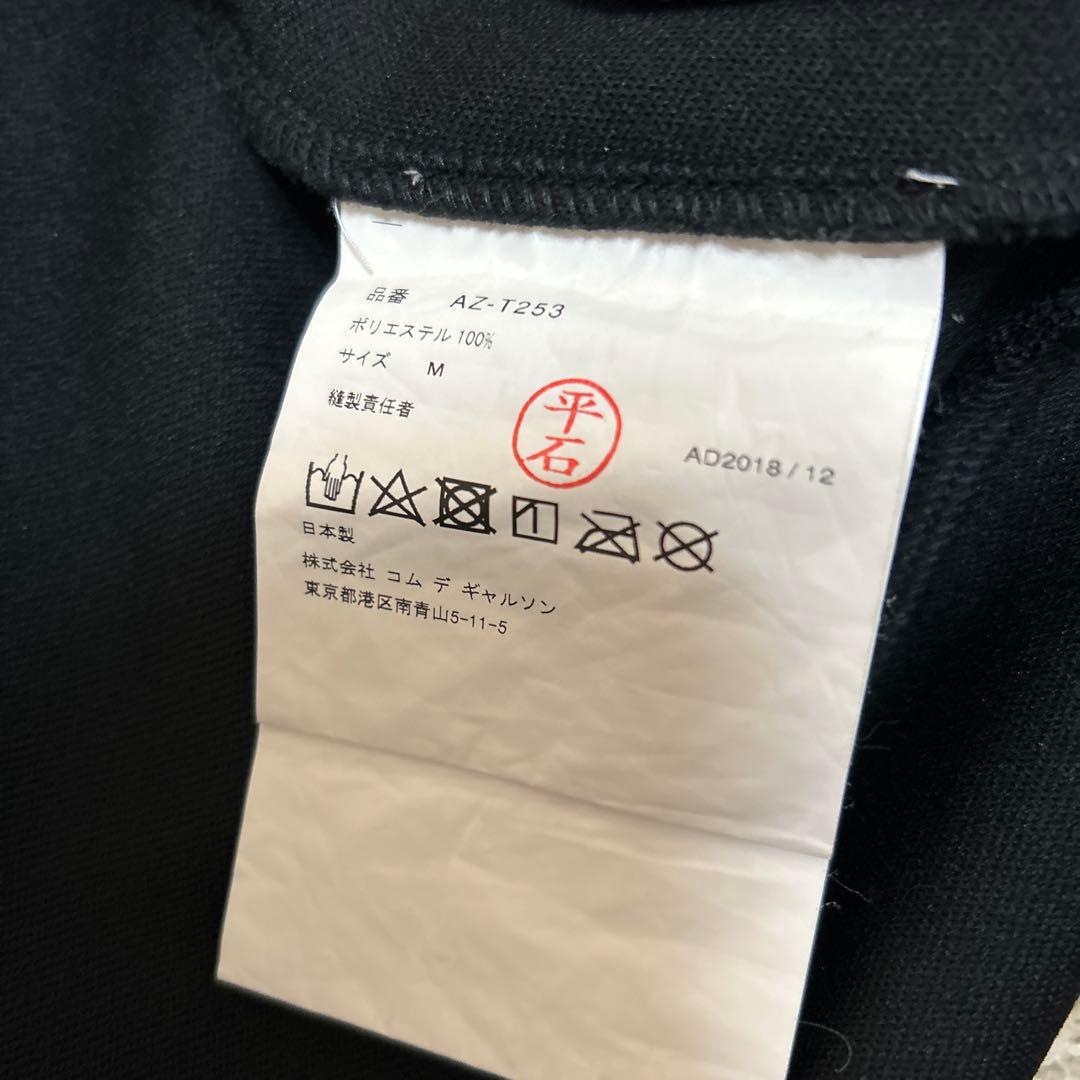 品番 AZ-T253
ポリエステル 100%
サイズ M
縫製責任者
平石
AD2018 / 12
日本製
株式会社 コム デ ギャルソン
東京都港区南青山5-11-5